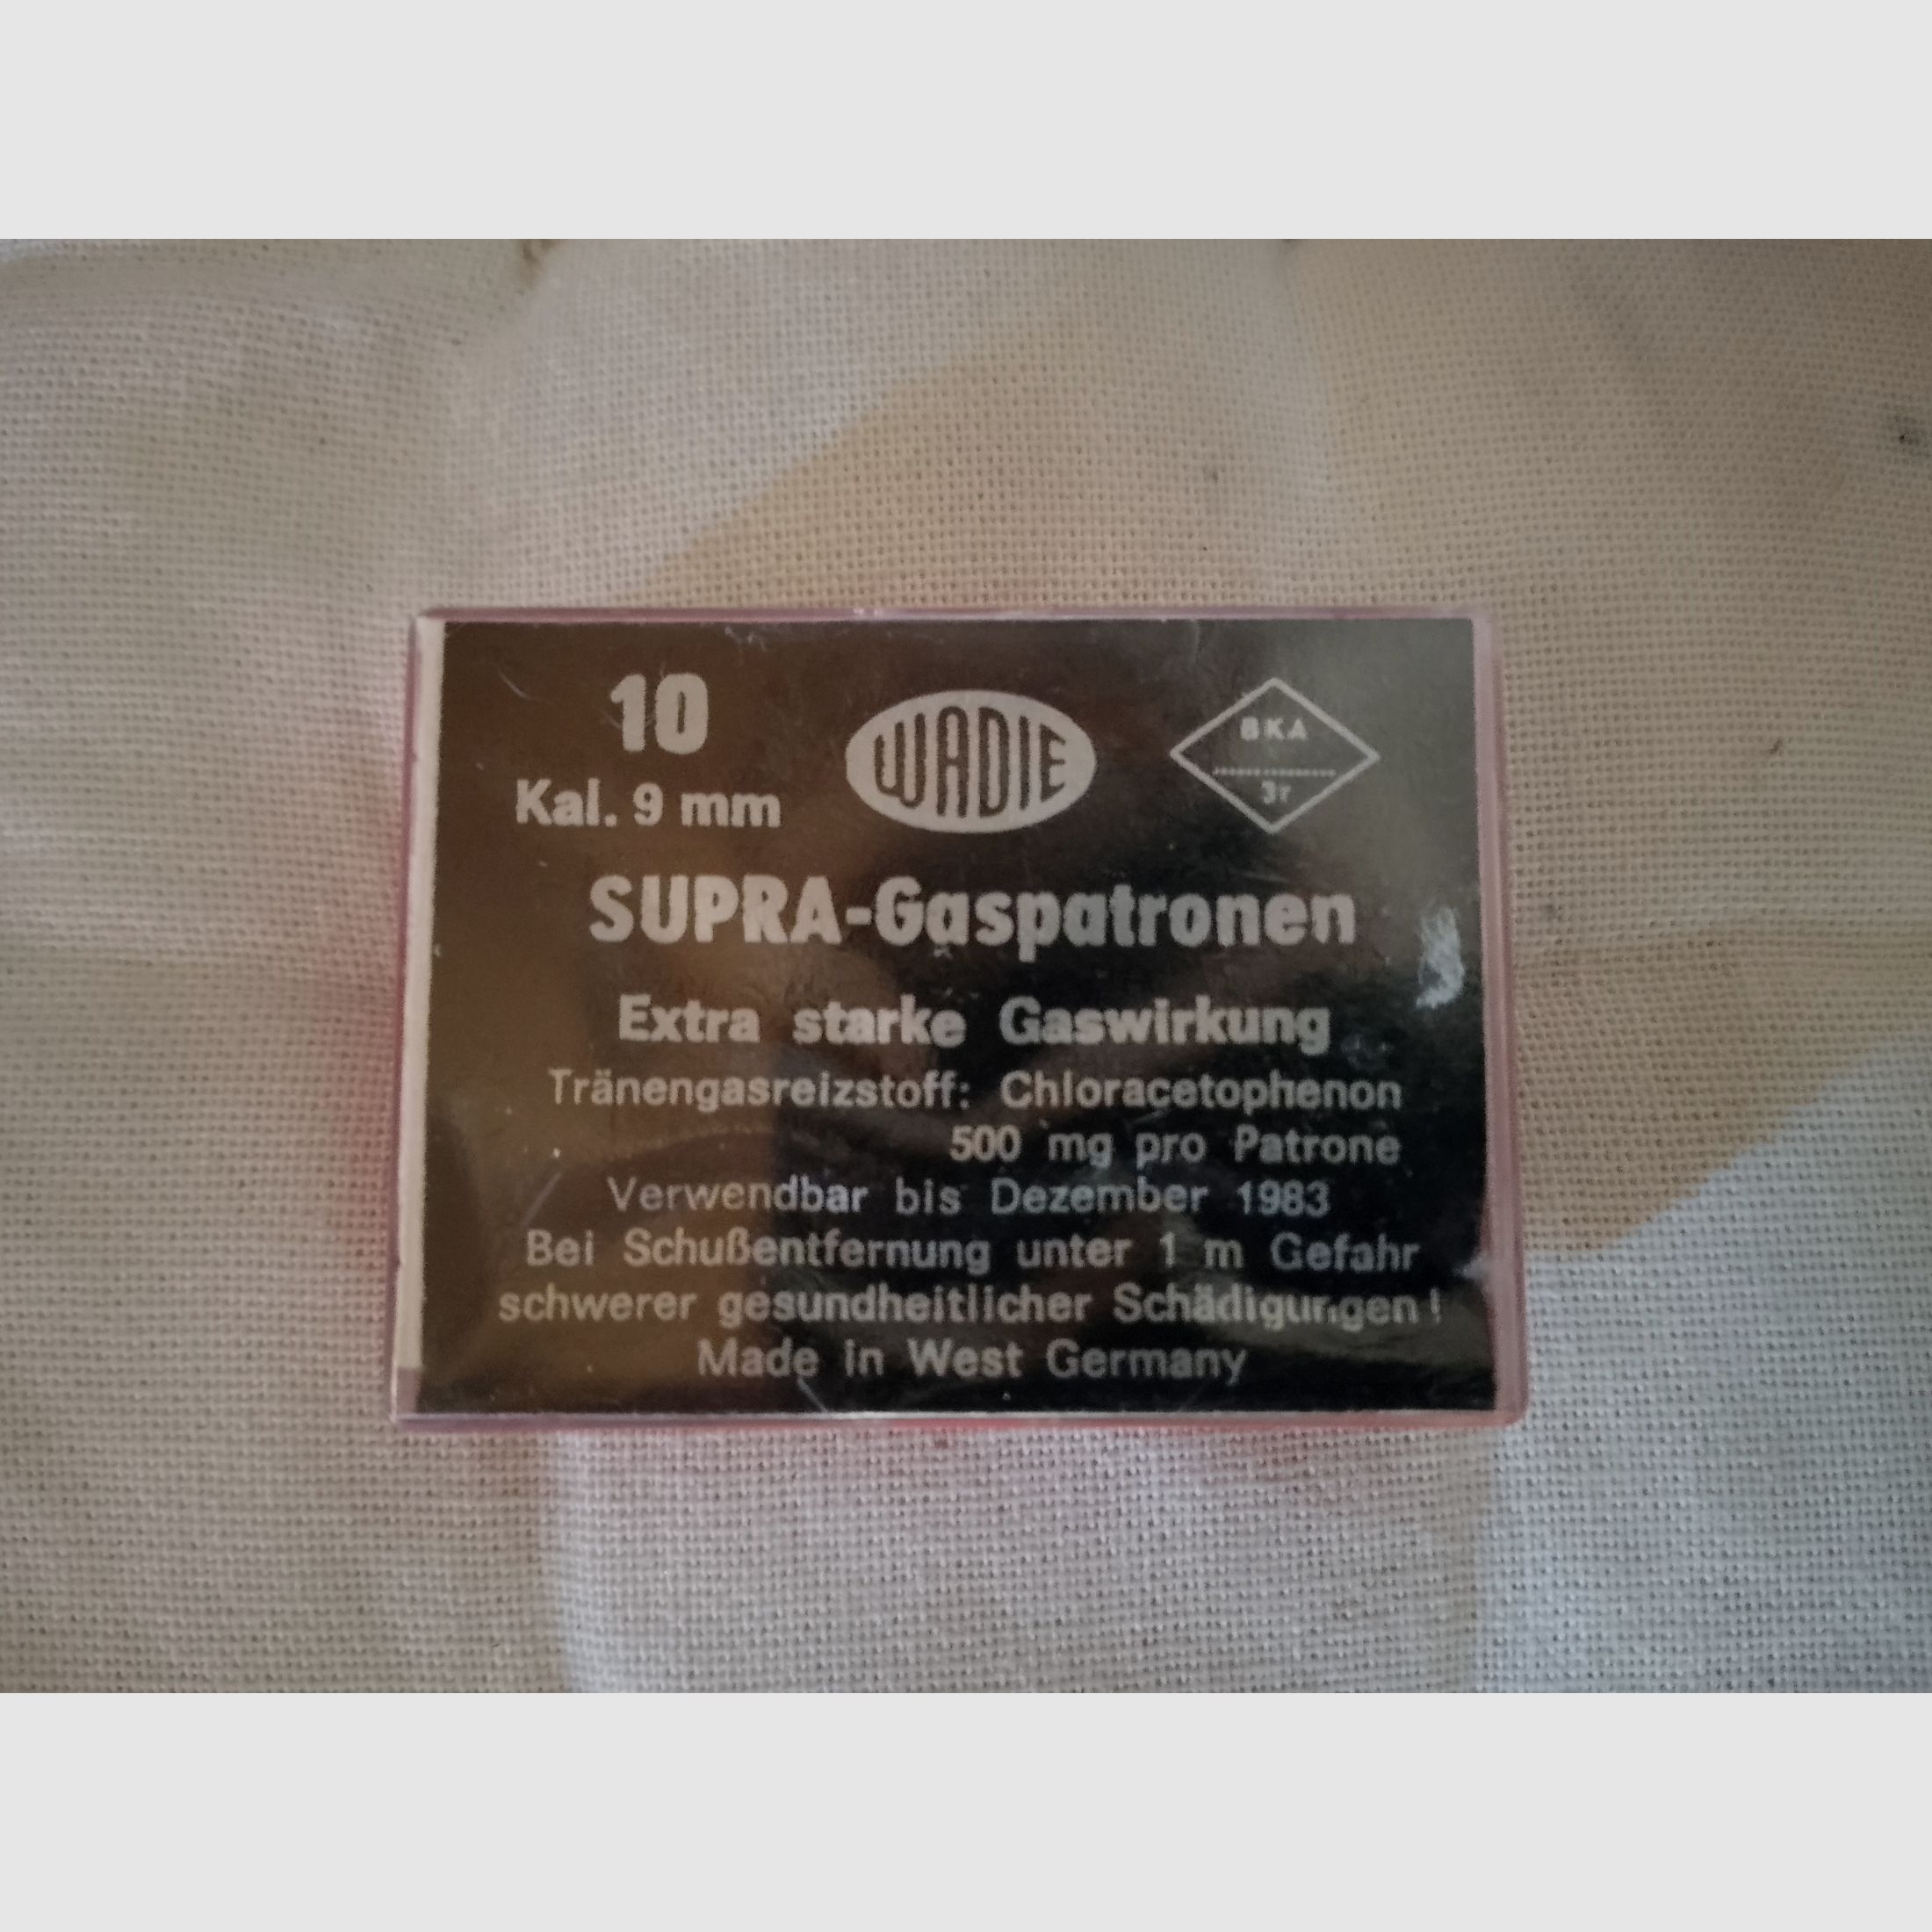 10
Kal. 9 mm
WADIE
BKA
SUPRA-Gaspatronen
Extra starke Gaswirkung
Tränengasreizstoff: Chloracetophenon
500 mg pro Patrone
Verwendbar bis Dezember 1983
Bei Schußentfernung unter 1 m Gefahr
schwerer gesundheitlicher Schädigungen!
Made in West Germany